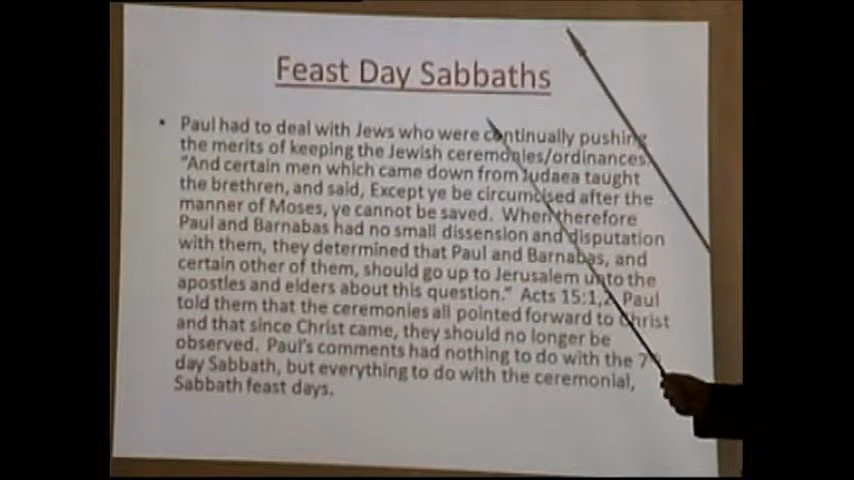 Feast Day Sabbaths
• Paul had to deal with Jews who were continually pushing
the merits of keeping the Jewish ceremonies/ordinances.
"And certain men which came down from Judaea taught
the brethren, and said, Except ye be circumcised after the
manner of Moses, ye cannot be saved. When therefore
Paul and Barnabas had no small dissension and disputation
with them, they determined that Paul and Barnabas, and
certain other of them, should go up to Jerusalem unto the
apostles and elders about this question." Acts 15:1,2 Paul
told them that the ceremonies all pointed forward to Christ
and that since Christ came, they should no longer be
observed. Paul's comments had nothing to do with the 7th
day Sabbath, but everything to do with the ceremonial,
Sabbath feast days.